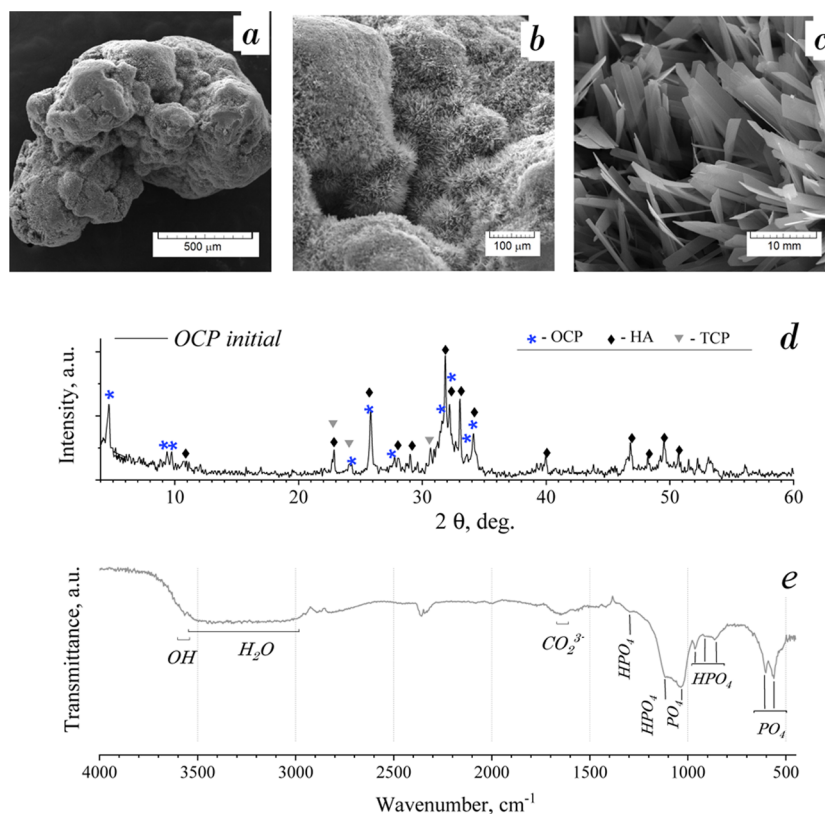 a
b
c
500 μm
100 μm
10 mm
OCP initial
* - OCP ♦ - HA ▼ - TCP
d
Intensity, a.u.
10 20 30 40 50 60
2 θ, deg.
e
Transmittance, a.u.
OH
H₂O
CO₂³⁻
HPO₄
HPO₄
PO₄
HPO₄
PO₄
4000 3500 3000 2500 2000 1500 1000 500
Wavenumber, cm⁻¹